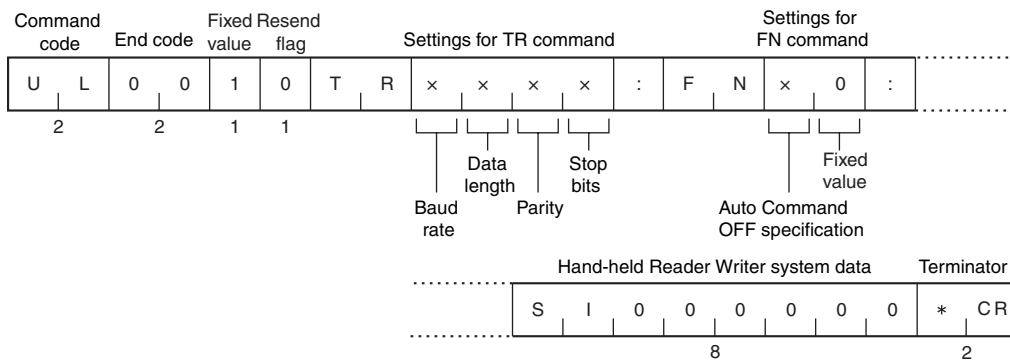 Command code
End code
Fixed value
Resend flag
Settings for TR command
Settings for FN command
U L 0 0 1 0 T R × × × × : F N × 0 :
2 2 1 1
Baud rate
Data length
Parity
Stop bits
Auto Command OFF specification
Fixed value
Hand-held Reader Writer system data
Terminator
S I 0 0 0 0 0 0 * CR
8 2